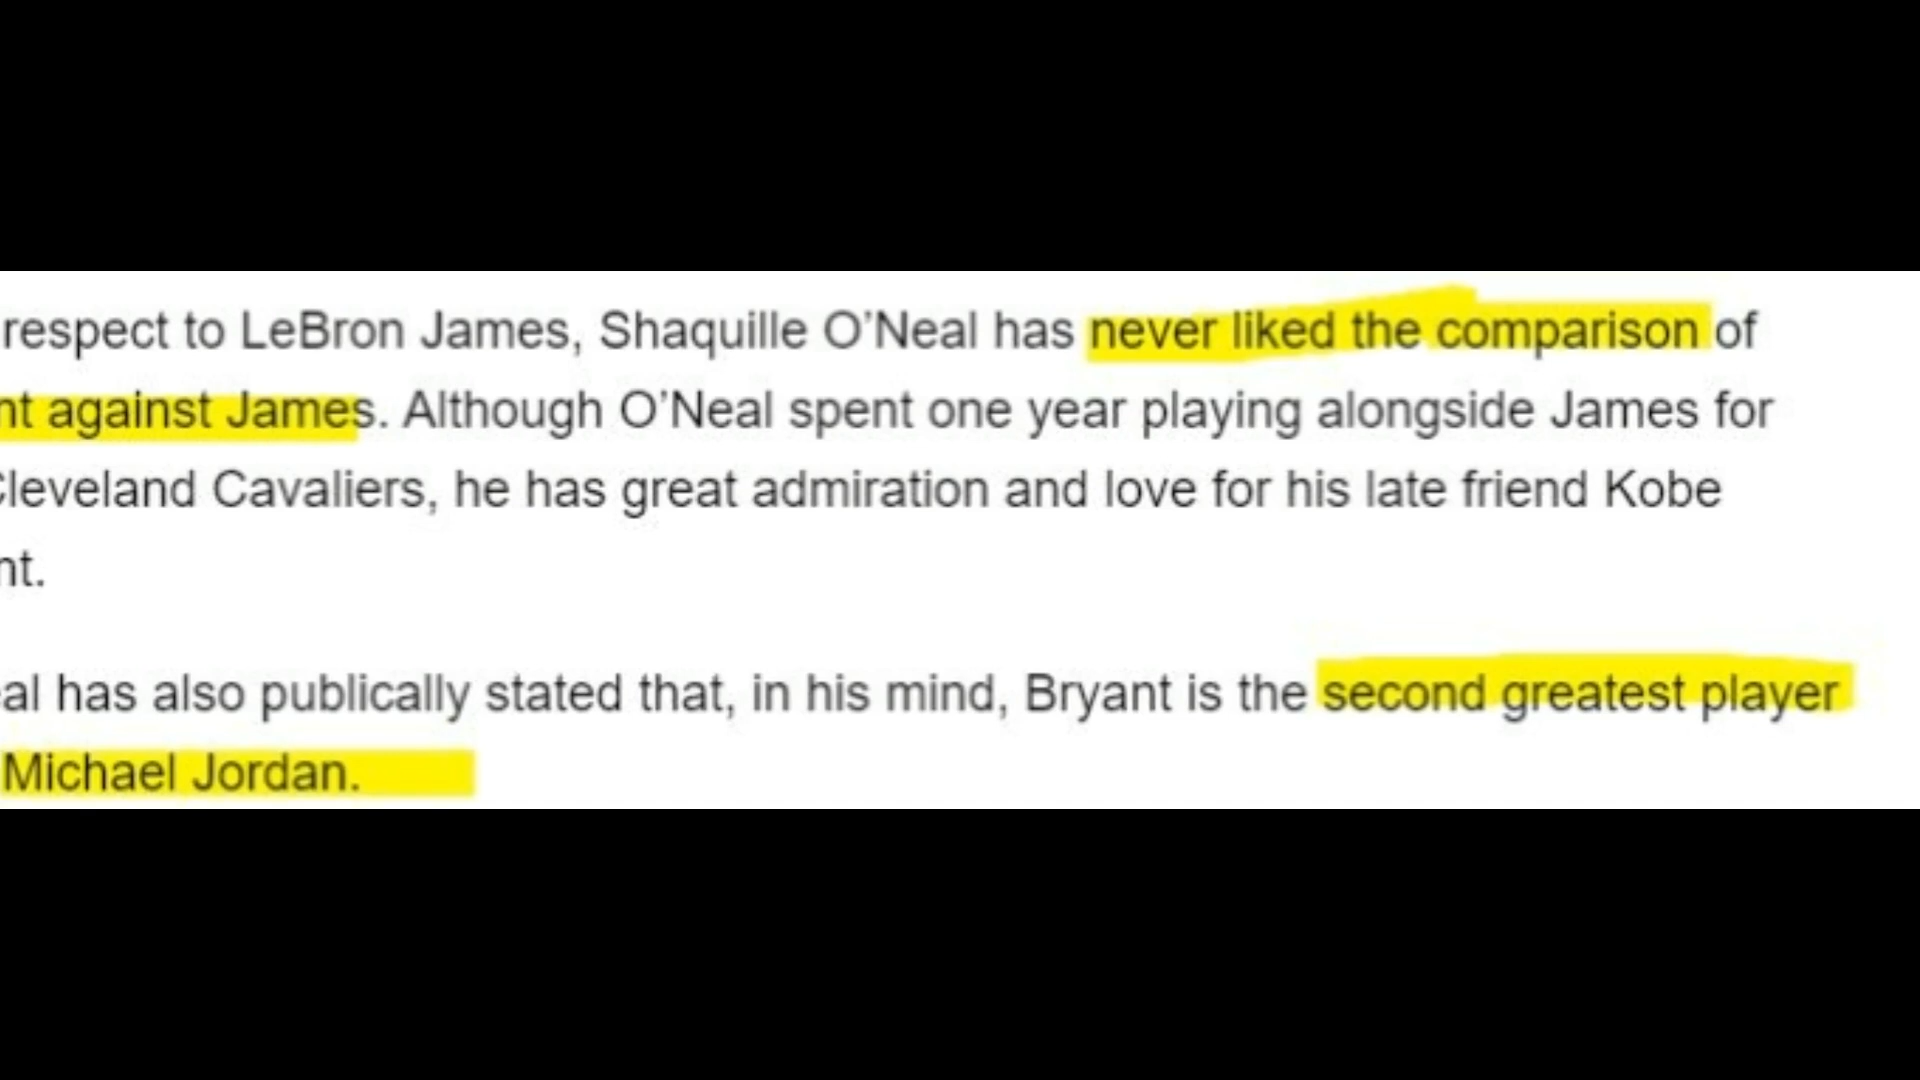 respect to LeBron James, Shaquille O'Neal has never liked the comparison of
nt against James. Although O'Neal spent one year playing alongside James for
Cleveland Cavaliers, he has great admiration and love for his late friend Kobe
nt.
eal has also publically stated that, in his mind, Bryant is the second greatest player
Michael Jordan.